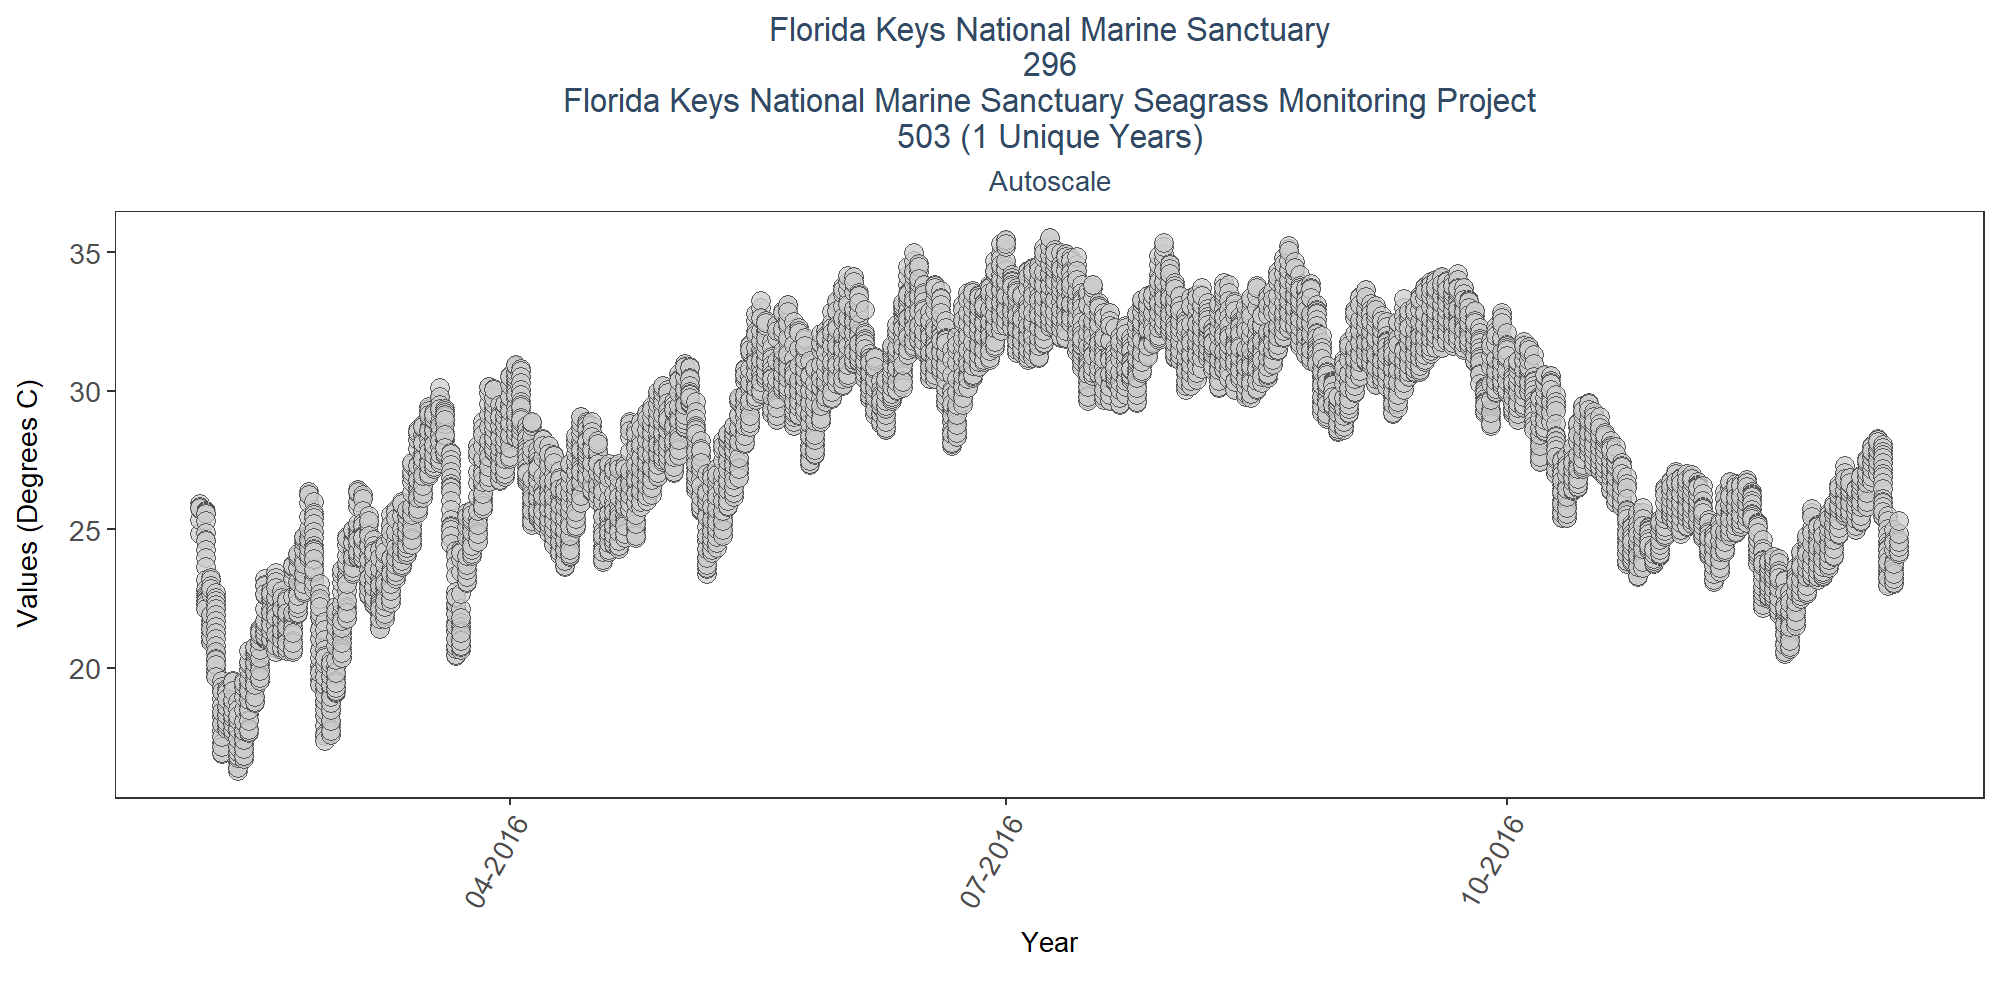 Florida Keys National Marine Sanctuary
296
Florida Keys National Marine Sanctuary Seagrass Monitoring Project
503 (1 Unique Years)
Autoscale
Values (Degrees C)
35
30
25
20
04-2016
07-2016
10-2016
Year